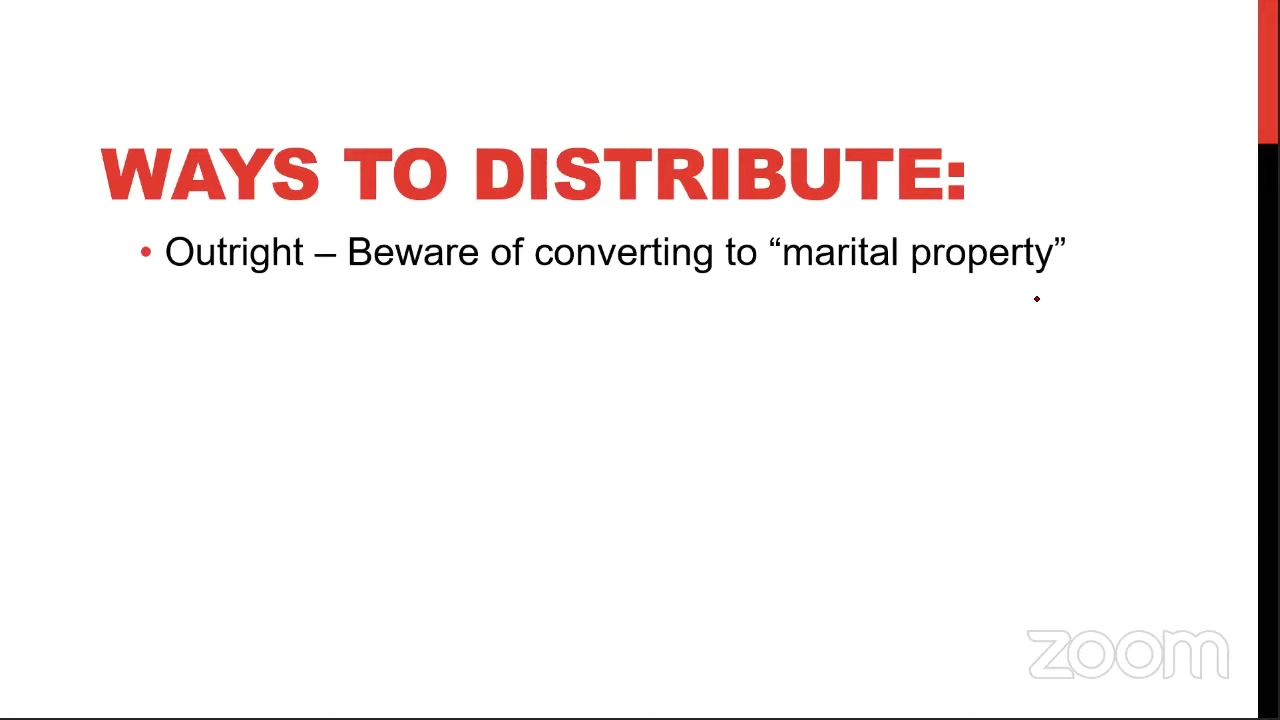 WAYS TO DISTRIBUTE:
• Outright – Beware of converting to “marital property”
zoom